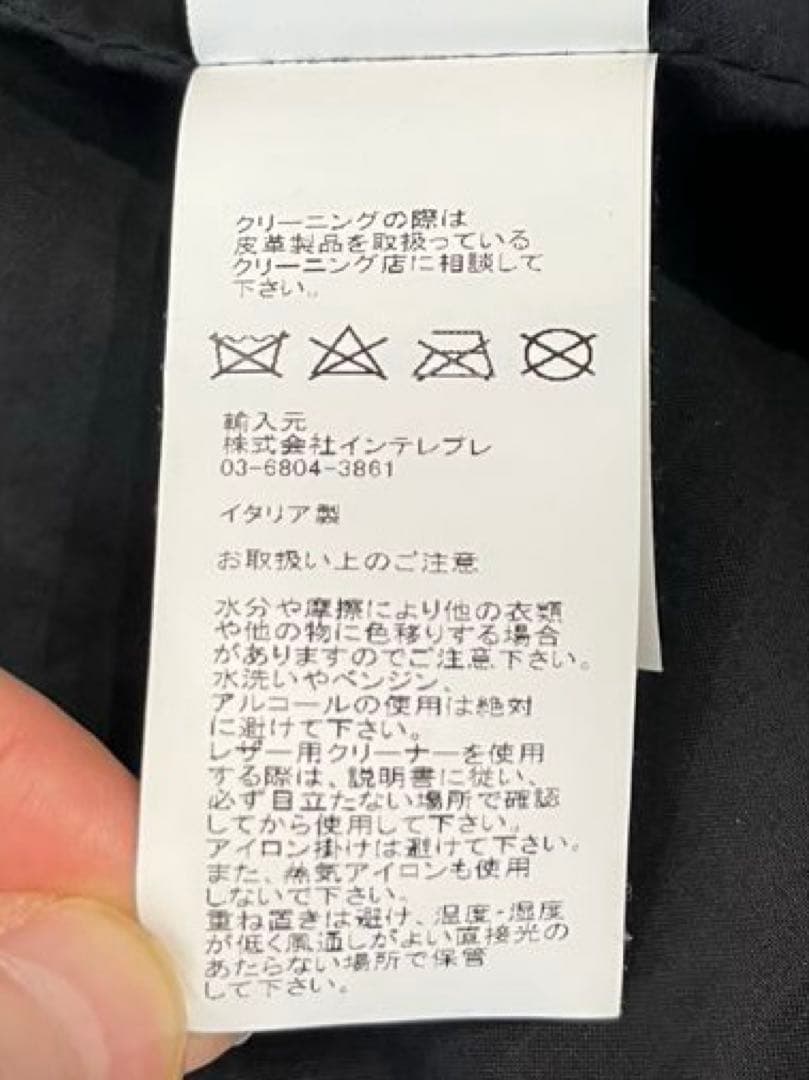 クリーニングの際は
皮革製品を取扱っている
クリーニング店に相談して
下さい。
輸入元
株式会社インテレプレ
03-6804-3861
イタリア製
お取扱い上のご注意
水分や摩擦により他の衣類
や他の物に色移りする場合
がありますのでご注意下さい。
水洗いやベンジン、
アルコールの使用は絶対
に避けて下さい。
レザー用クリーナーを使用
する際は、説明書に従い、
必ず目立たない場所で確認
してから使用して下さい。
アイロン掛けは避けて下さい。
また、蒸気アイロンも使用
しないで下さい。
重ね置きは避け、温度・湿度
が低く風通しがよい直接光の
あたらない場所で保管
して下さい。